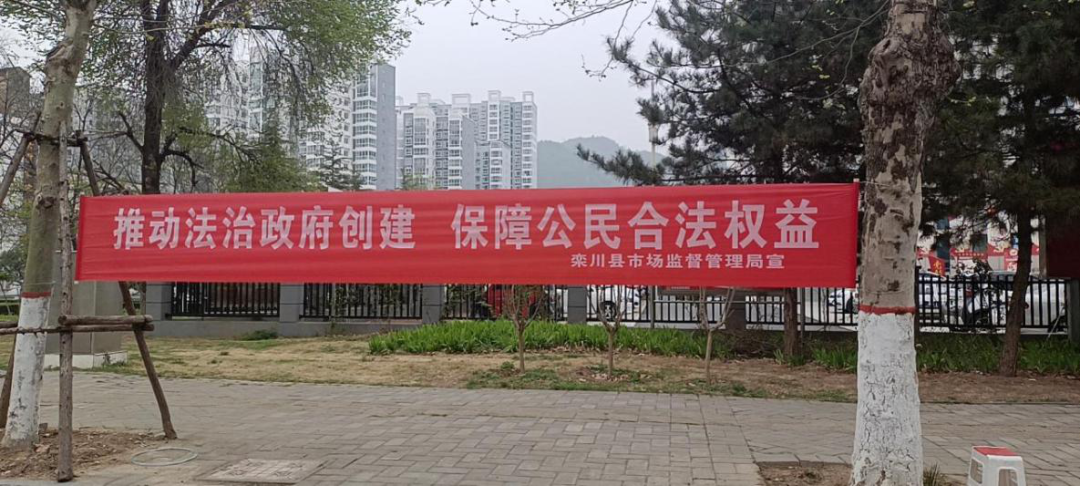 推动法治政府创建 保障公民合法权益
栾川县市场监督管理局宣